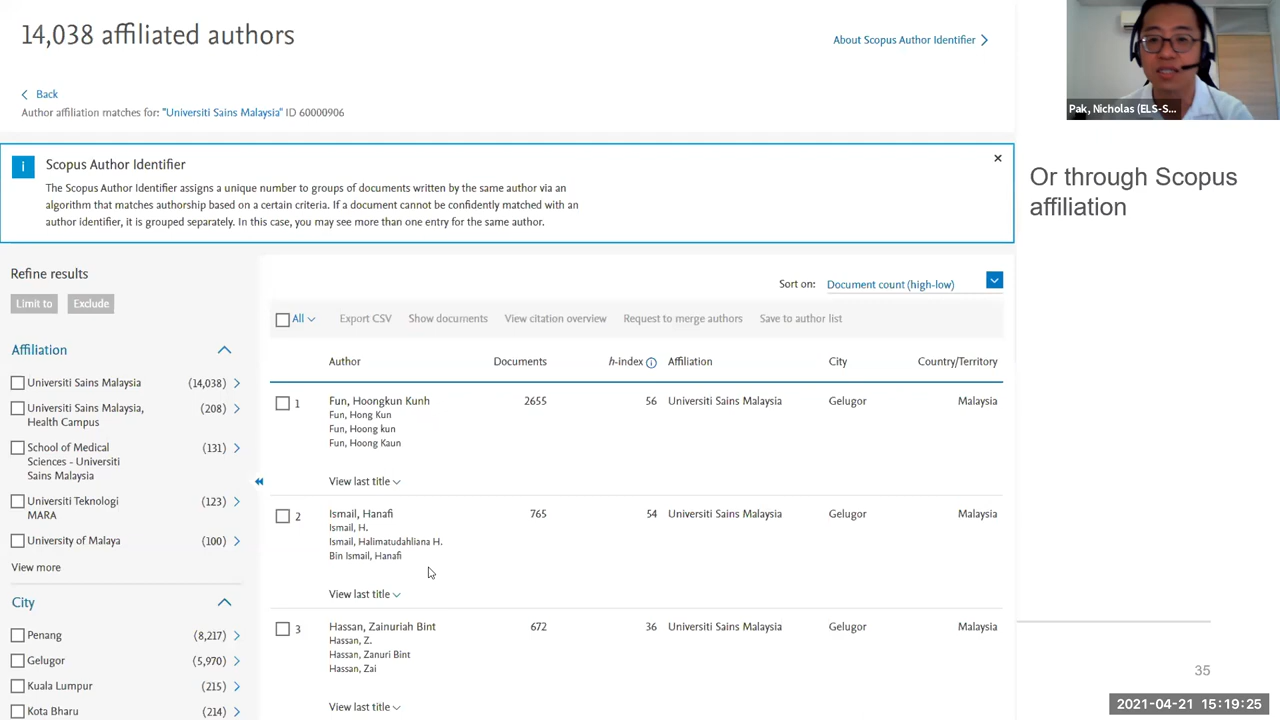 14,038 affiliated authors
About Scopus Author Identifier
Back
Author affiliation matches for: "Universiti Sains Malaysia" ID 60000906
Pak, Nicholas (ELS-S...
Or through Scopus
affiliation
i
Scopus Author Identifier
The Scopus Author Identifier assigns a unique number to groups of documents written by the same author via an
algorithm that matches authorship based on a certain criteria. If a document cannot be confidently matched with an
author identifier, it is grouped separately. In this case, you may see more than one entry for the same author.
Refine results
Limit to Exclude
Affiliation
Universiti Sains Malaysia (14,038)
Universiti Sains Malaysia, (208)
Health Campus
School of Medical (131)
Sciences - Universiti
Sains Malaysia
Universiti Teknologi (123)
MARA
University of Malaya (100)
View more
City
Penang (8,217)
Gelugor (5,970)
Kuala Lumpur (215)
Kota Bharu (214)
Sort on: Document count (high-low)
All Export CSV Show documents View citation overview Request to merge authors Save to author list
Author Documents h-index i Affiliation City Country/Territory
1 Fun, Hoongkun Kunh 2655 56 Universiti Sains Malaysia Gelugor Malaysia
Fun, Hong Kun
Fun, Hoong kun
Fun, Hoong Kaun
View last title
2 Ismail, Hanafi 765 54 Universiti Sains Malaysia Gelugor Malaysia
Ismail, H.
Ismail, Halimatudahliana H.
Bin Ismail, Hanafi
View last title
3 Hassan, Zainuriah Bint 672 36 Universiti Sains Malaysia Gelugor Malaysia
Hassan, Z.
Hassan, Zanuri Bint
Hassan, Zai
View last title
35
2021-04-21 15:19:25